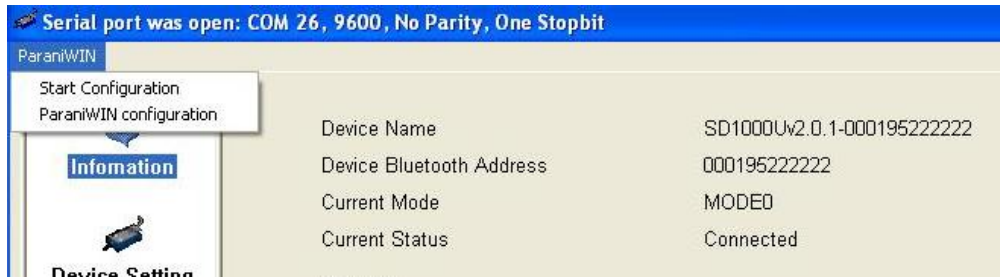 Serial port was open: COM 26, 9600, No Parity, One Stopbit
ParaniWIN
Start Configuration
ParaniWIN configuration
Infomation
Device Setting
Device Name SD1000Uv2.0.1-000195222222
Device Bluetooth Address 000195222222
Current Mode MODE0
Current Status Connected